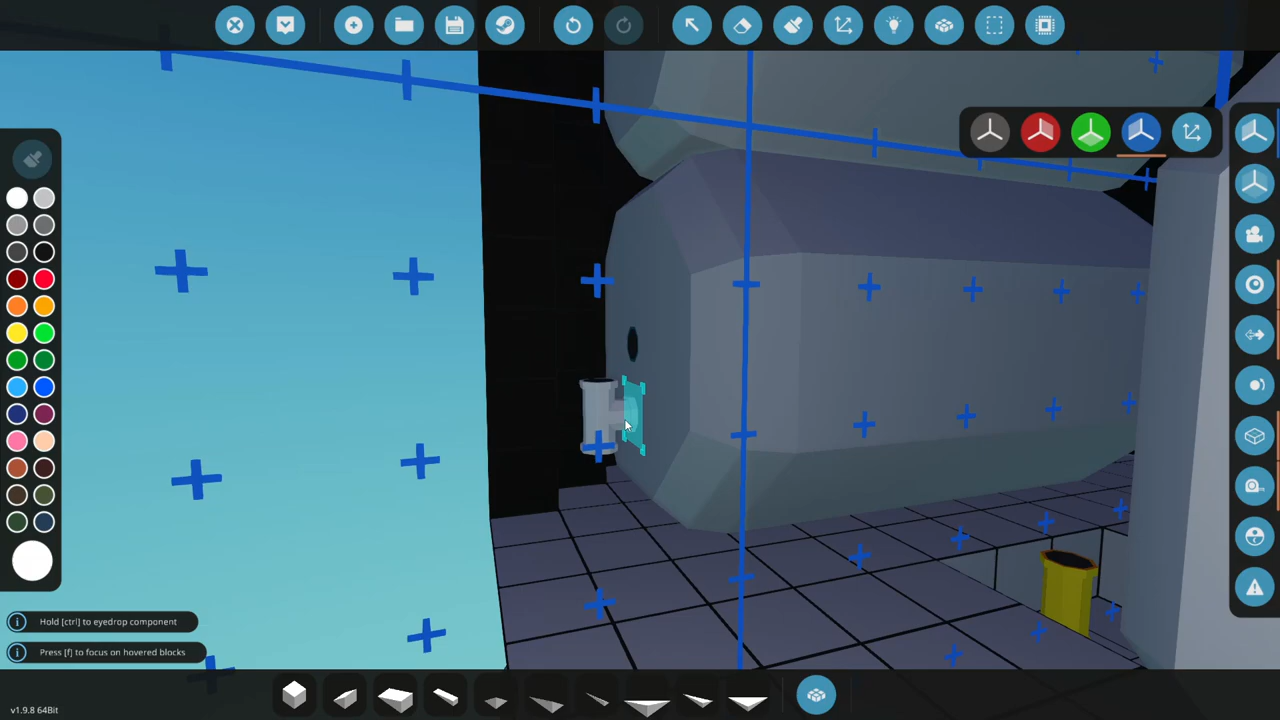 Hold [ctrl] to eyedrop component
Press [f] to focus on hovered blocks
v1.9.8 64Bit